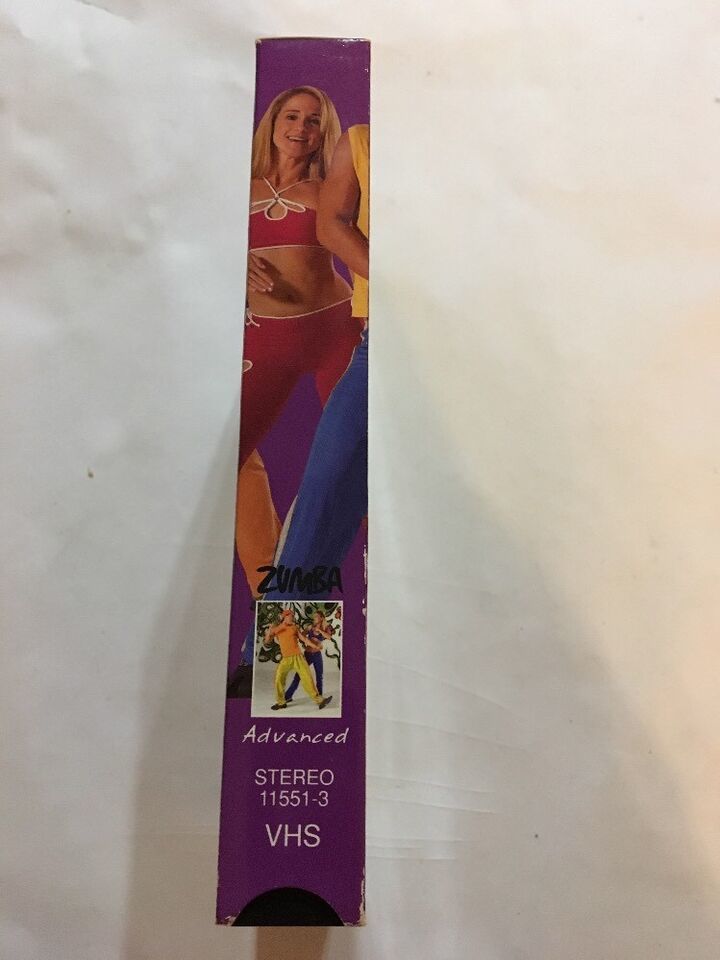 ZUMBA
Advanced
STEREO
11551-3
VHS